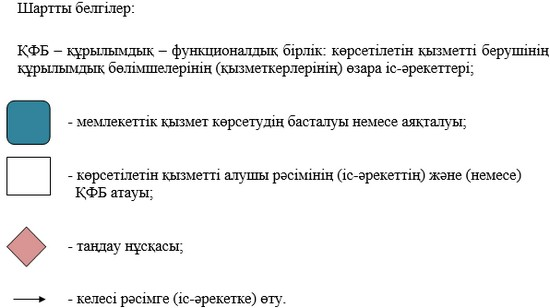 Шартты белгілер:
ҚФБ – құрылымдық – функционалдық бірлік: көрсетілетін қызметті берушінің
құрылымдық бөлімшелерінің (қызметкерлерінің) өзара іс-әрекеттері;
- мемлекеттік қызмет көрсетудің басталуы немесе аяқталуы;
- көрсетілетін қызметті алушы рәсімінің (іс-әрекеттің) және (немесе)
ҚФБ атауы;
- таңдау нұсқасы;
- келесі рәсімге (іс-әрекетке) өту.